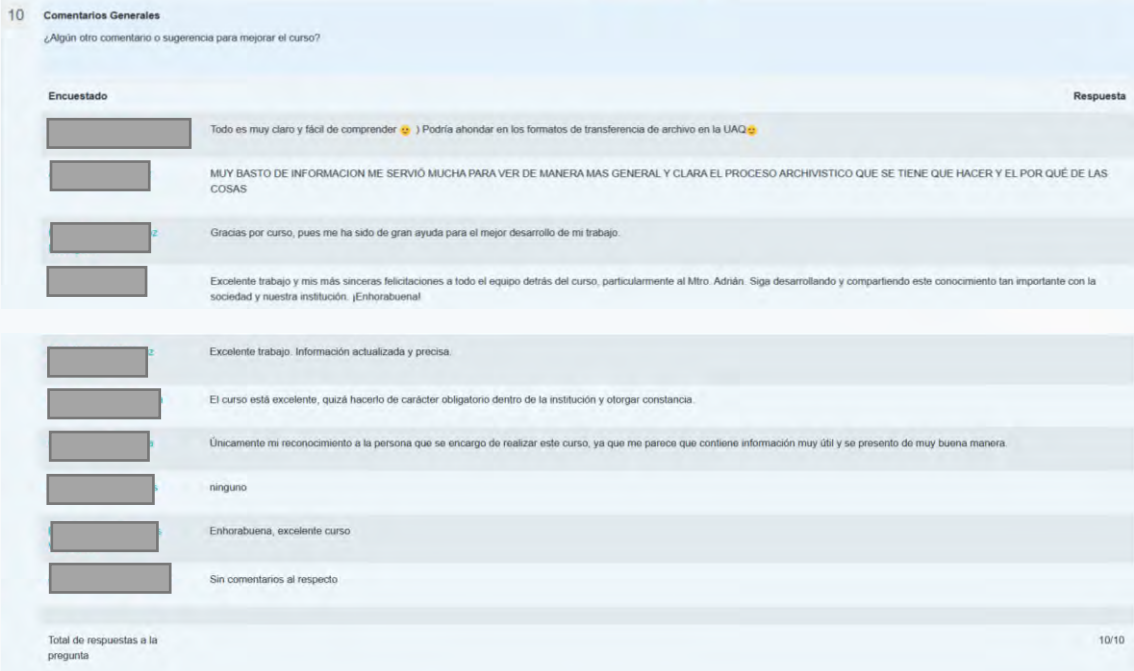 10 Comentarios Generales
¿Algún otro comentario o sugerencia para mejorar el curso?
Encuestado Respuesta
Todo es muy claro y fácil de comprender 🙂 ) Podría ahondar en los formatos de transferencia de archivo en la UAQ🙂
MUY BASTO DE INFORMACION ME SERVIÓ MUCHA PARA VER DE MANERA MAS GENERAL Y CLARA EL PROCESO ARCHIVISTICO QUE SE TIENE QUE HACER Y EL POR QUÉ DE LAS
COSAS
z
Gracias por curso, pues me ha sido de gran ayuda para el mejor desarrollo de mi trabajo.
Excelente trabajo y mis más sinceras felicitaciones a todo el equipo detrás del curso, particularmente al Mtro. Adrián. Siga desarrollando y compartiendo este conocimiento tan importante con la
sociedad y nuestra institución. ¡Enhorabuena!
z
Excelente trabajo. Información actualizada y precisa.
El curso está excelente, quizá hacerlo de carácter obligatorio dentro de la institución y otorgar constancia.
a
Únicamente mi reconocimiento a la persona que se encargo de realizar este curso, ya que me parece que contiene información muy útil y se presento de muy buena manera.
s
ninguno
Enhorabuena, excelente curso
Sin comentarios al respecto
Total de respuestas a la 10/10
pregunta